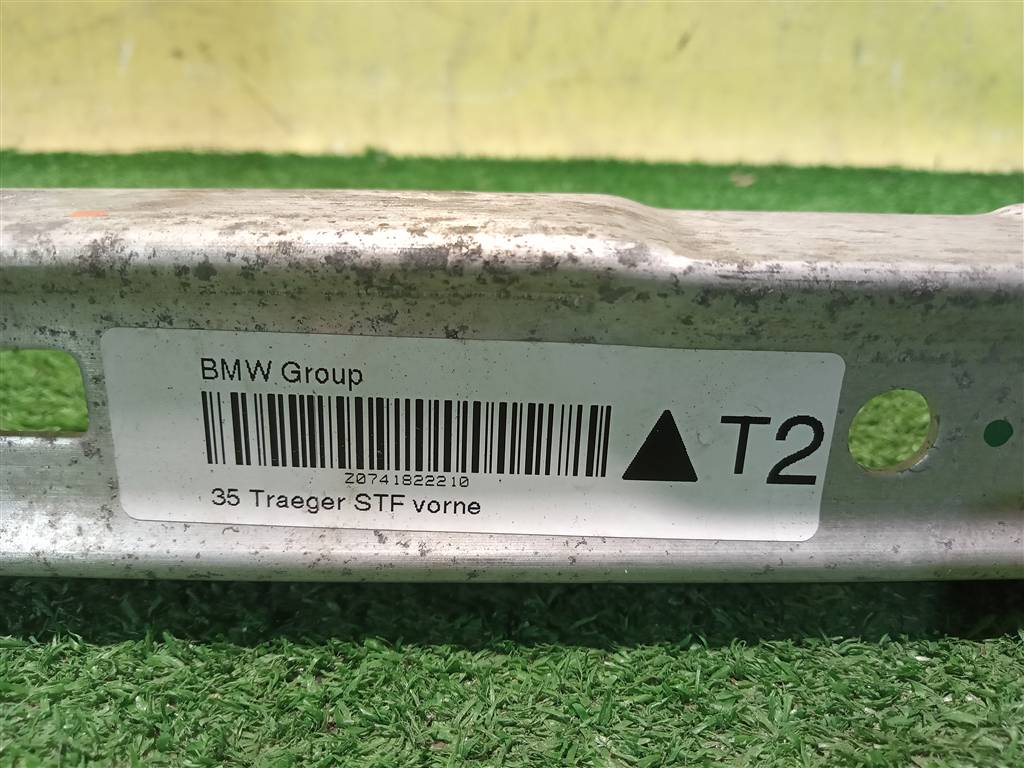 BMW Group
Z0741822210
35 Traeger STF vorne
T2